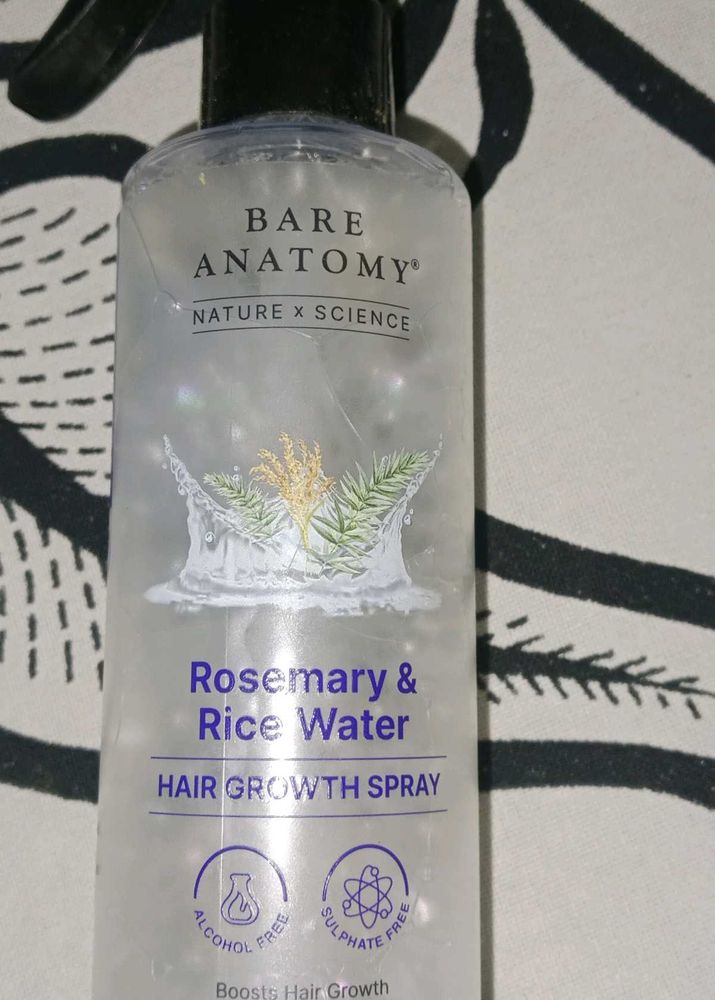 BARE
ANATOMY®
NATURE x SCIENCE
Rosemary &
Rice Water
HAIR GROWTH SPRAY
ALCOHOL FREE
SULPHATE FREE
Boosts Hair Growth